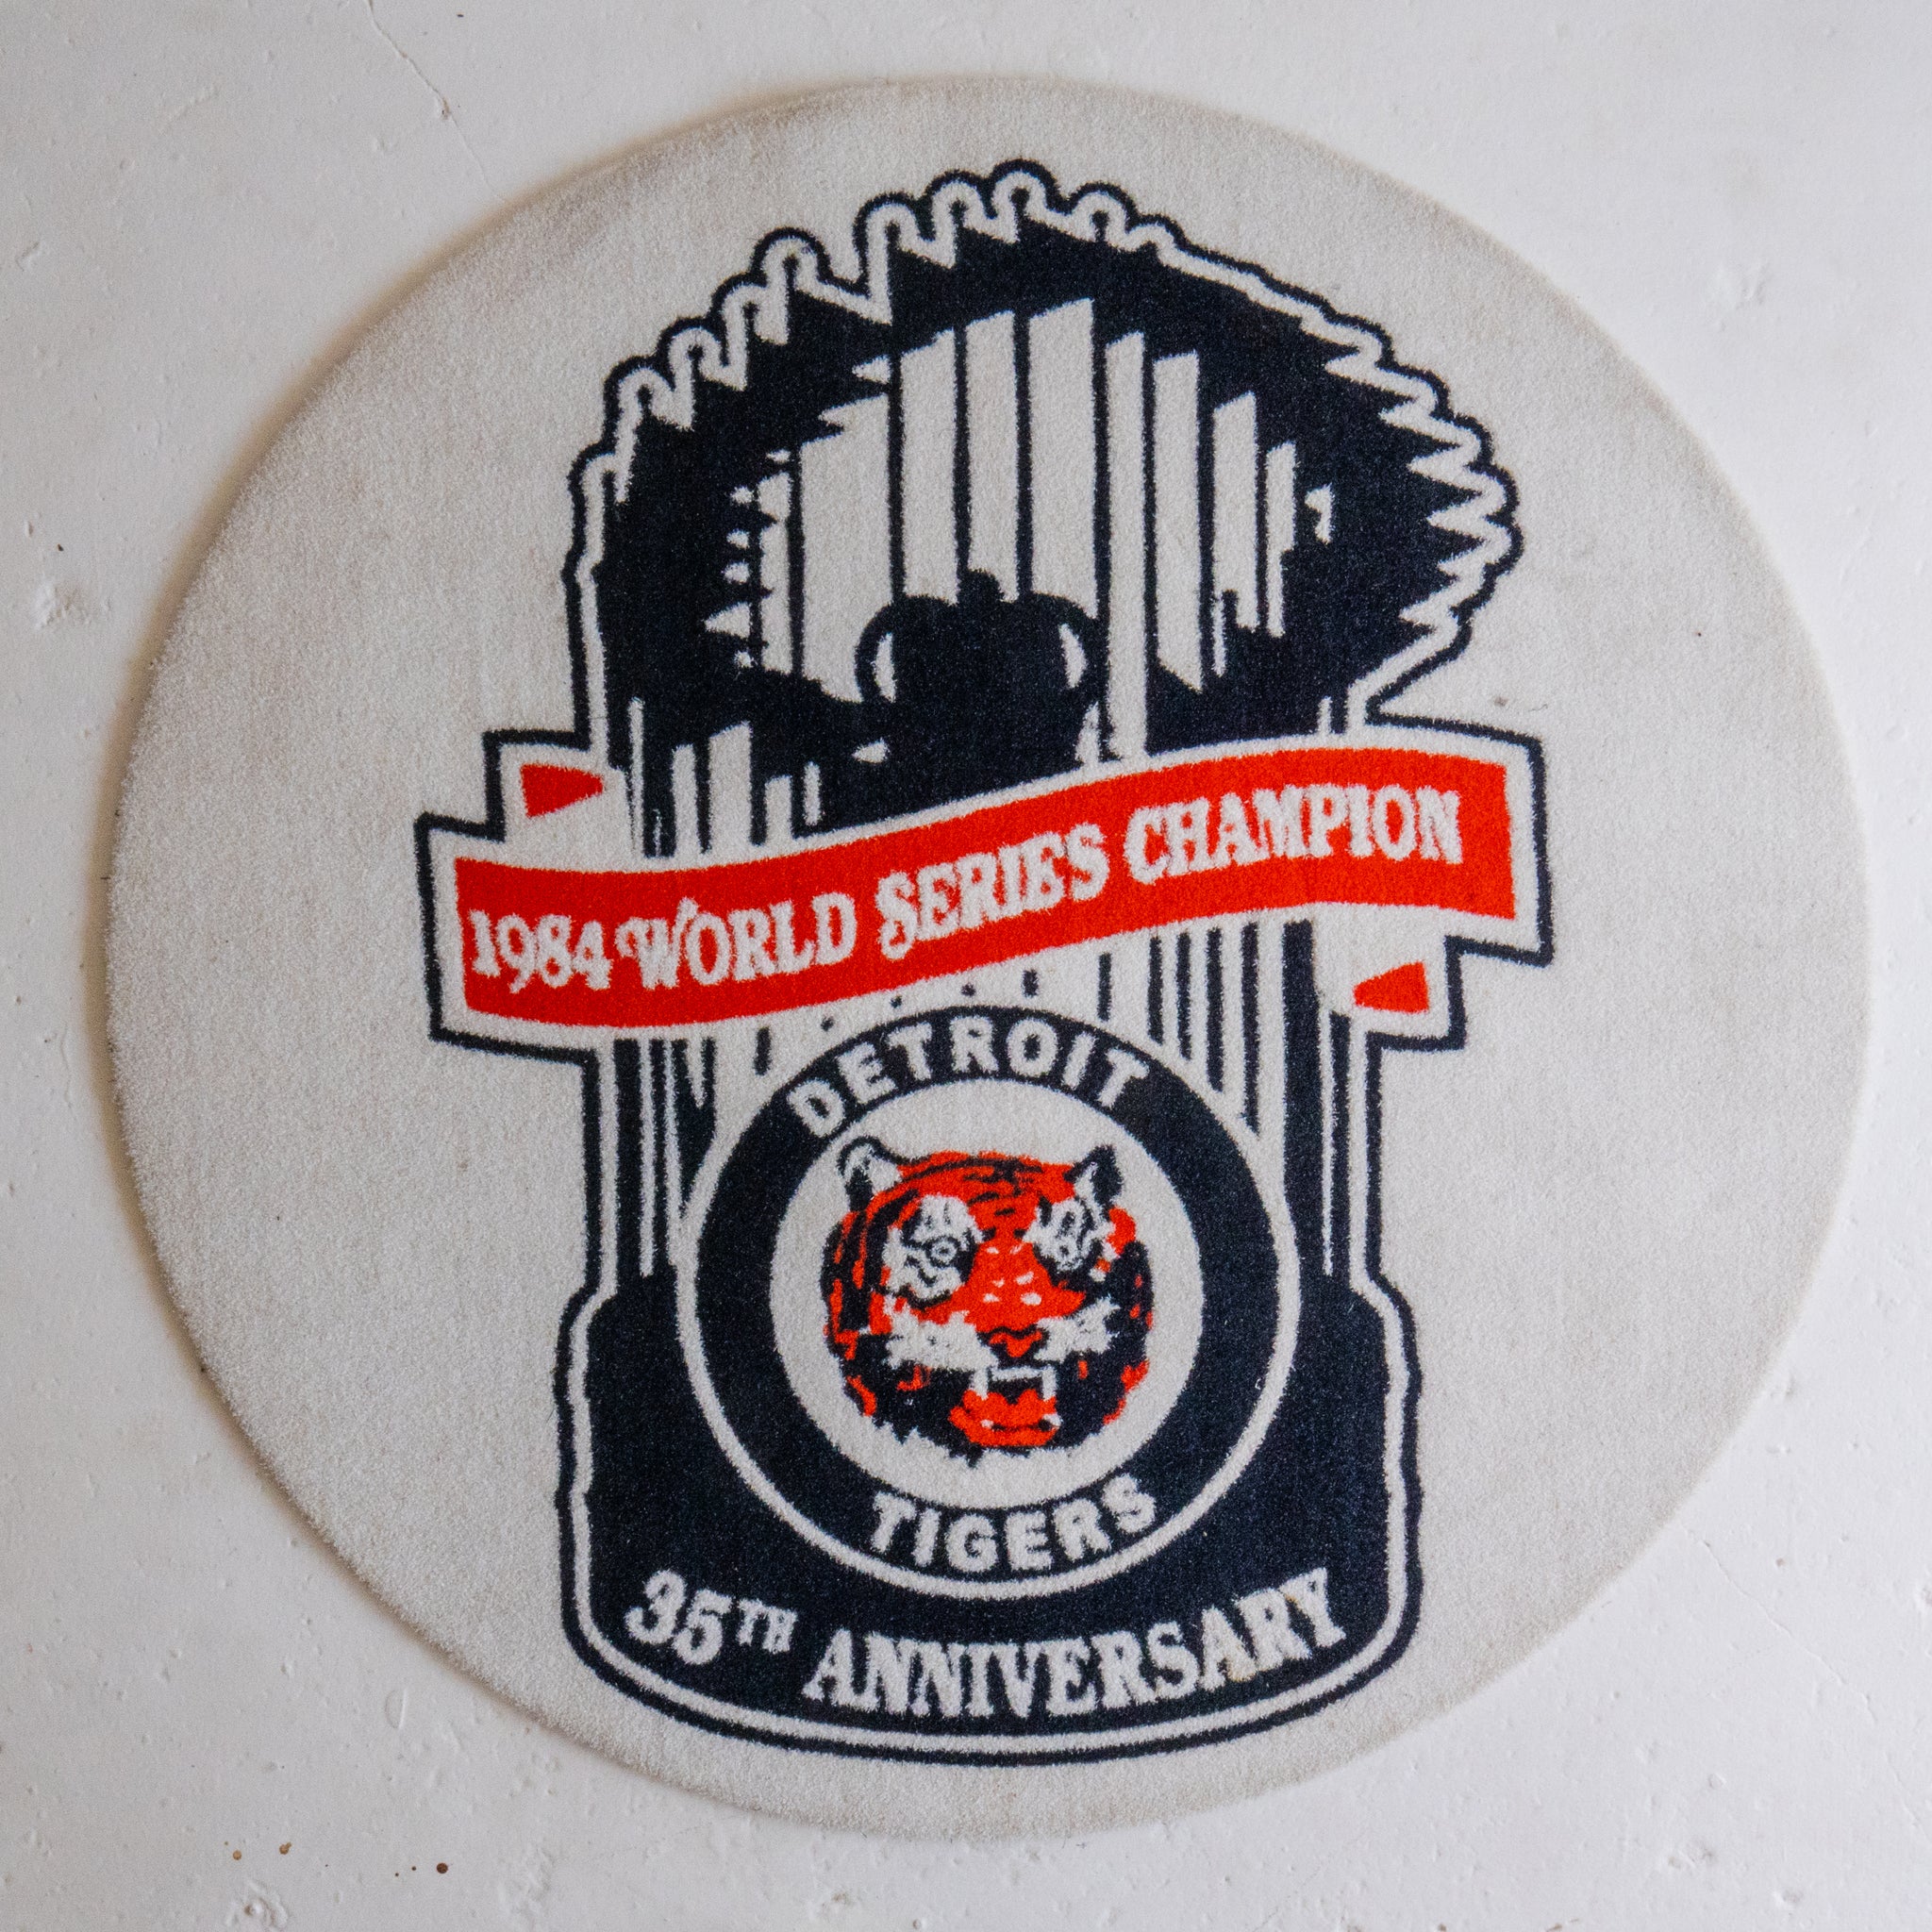 1984 WORLD SERIES CHAMPION
DETROIT
TIGERS
35TH ANNIVERSARY